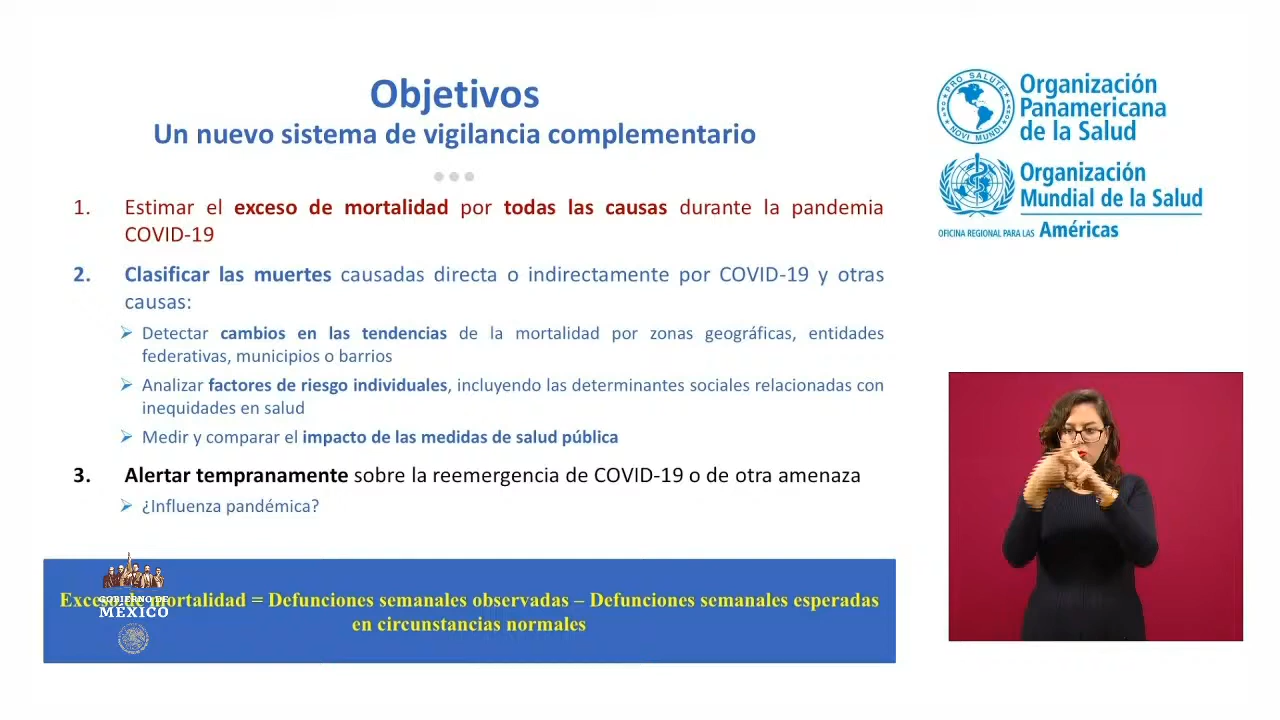 Objetivos
Un nuevo sistema de vigilancia complementario
1. Estimar el exceso de mortalidad por todas las causas durante la pandemia
COVID-19
2. Clasificar las muertes causadas directa o indirectamente por COVID-19 y otras
causas:
Detectar cambios en las tendencias de la mortalidad por zonas geográficas, entidades
federativas, municipios o barrios
Analizar factores de riesgo individuales, incluyendo las determinantes sociales relacionadas con
inequidades en salud
Medir y comparar el impacto de las medidas de salud pública
3. Alertar tempranamente sobre la reemergencia de COVID-19 o de otra amenaza
¿Influenza pandémica?
Exceso de mortalidad = Defunciones semanales observadas – Defunciones semanales esperadas
en circunstancias normales
GOBIERNO DE
MÉXICO
PRO SALUTE
NOVI MUNDI
Organización
Panamericana
de la Salud
Organización
Mundial de la Salud
OFICINA REGIONAL PARA LAS Américas